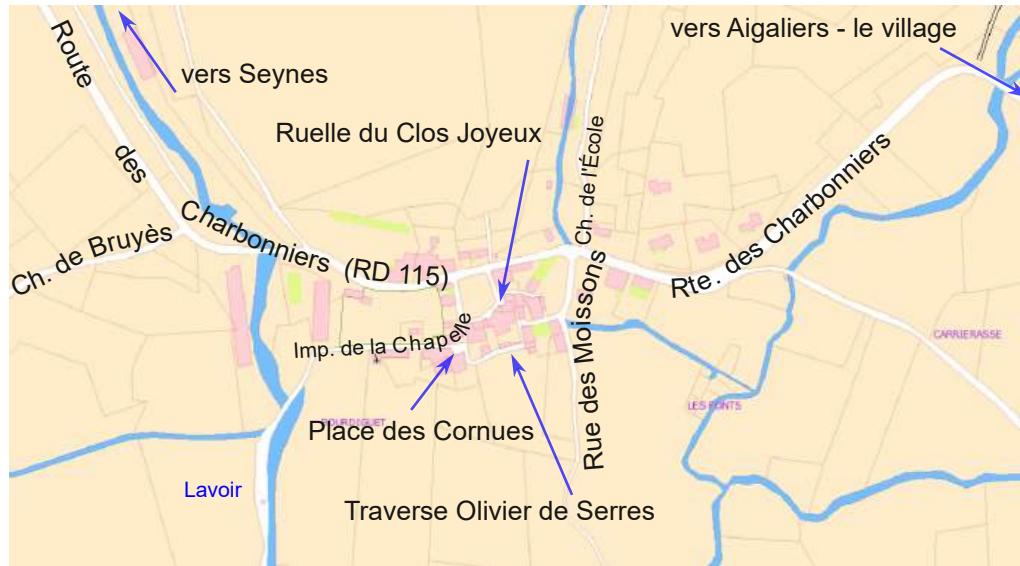 vers Aigaliers - le village
Route des
vers Seynes
Ruelle du Clos Joyeux
Ch. de l'École
Charbonniers (RD 115)
Ch. de Bruyès
Rte. des Charbonniers
Imp. de la Chapelle
Rue des Moissons
CARRIERASSE
LES FONTS
BOURDIGUET
Place des Cornues
Lavoir
Traverse Olivier de Serres